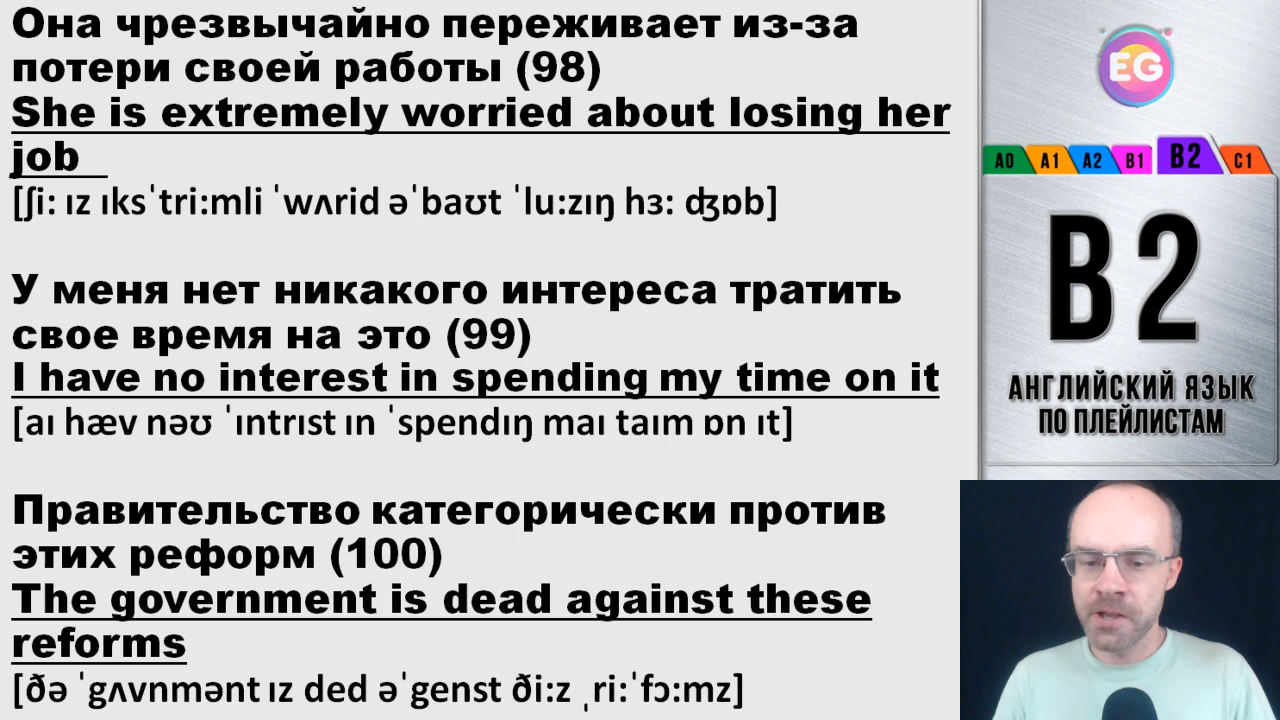 Она чрезвычайно переживает из-за
потери своей работы (98)
She is extremely worried about losing her
job
[ʃi: ɪz ɪksˈtri:mli ˈwʌrid əˈbaʊt ˈlu:zɪŋ hɜ: ʤɒb]
У меня нет никакого интереса тратить
свое время на это (99)
I have no interest in spending my time on it
[aɪ hæv nəʊ ˈɪntrɪst ɪn ˈspendɪŋ maɪ taɪm ɒn ɪt]
Правительство категорически против
этих реформ (100)
The government is dead against these
reforms
[ðə ˈgʌvnmənt ɪz ded əˈgenst ði:z ˌri:ˈfɔ:mz]
EG
A0 A1 A2 B1 B2 C1
B2
АНГЛИЙСКИЙ ЯЗЫК
ПО ПЛЕЙЛИСТАМ